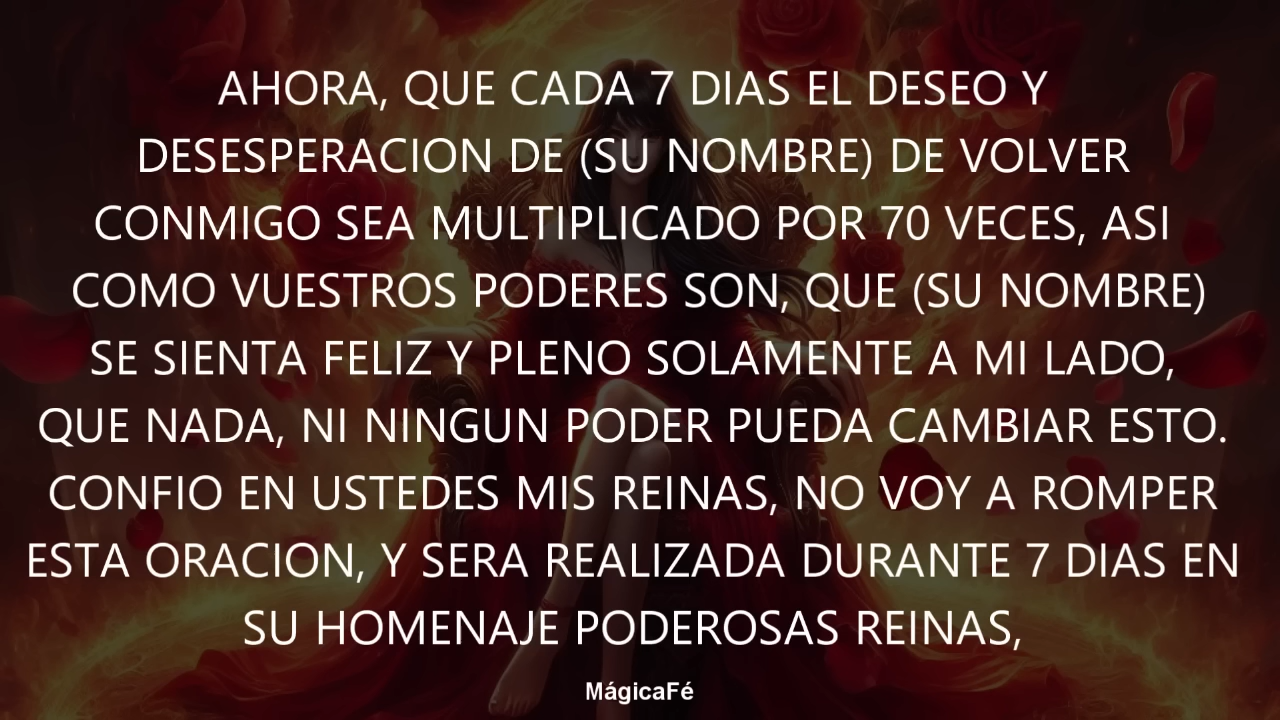 AHORA, QUE CADA 7 DIAS EL DESEO Y
DESESPERACION DE (SU NOMBRE) DE VOLVER
CONMIGO SEA MULTIPLICADO POR 70 VECES, ASI
COMO VUESTROS PODERES SON, QUE (SU NOMBRE)
SE SIENTA FELIZ Y PLENO SOLAMENTE A MI LADO,
QUE NADA, NI NINGUN PODER PUEDA CAMBIAR ESTO.
CONFIO EN USTEDES MIS REINAS, NO VOY A ROMPER
ESTA ORACION, Y SERA REALIZADA DURANTE 7 DIAS EN
SU HOMENAJE PODEROSAS REINAS,
MágicaFé